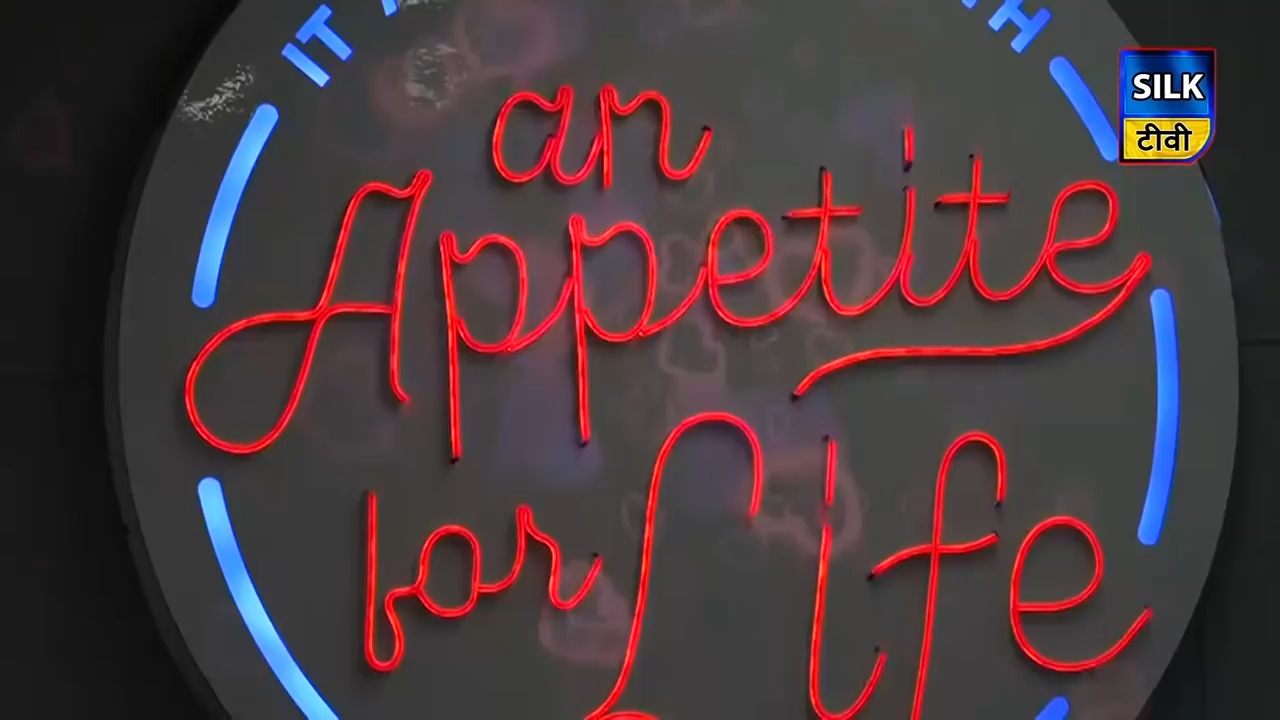 IT
an
SILK
टीवी
Appetite
for Life